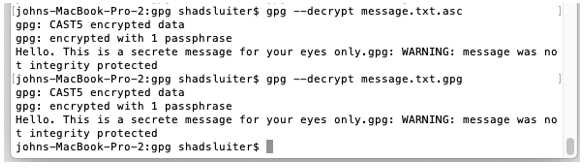 [johns-MacBook-Pro-2:gpg shadsluiter$ gpg --decrypt message.txt.asc ]
gpg: CAST5 encrypted data
gpg: encrypted with 1 passphrase
Hello. This is a secrete message for your eyes only.gpg: WARNING: message was no
t integrity protected
[johns-MacBook-Pro-2:gpg shadsluiter$ gpg --decrypt message.txt.gpg ]
gpg: CAST5 encrypted data
gpg: encrypted with 1 passphrase
Hello. This is a secrete message for your eyes only.gpg: WARNING: message was no
t integrity protected
johns-MacBook-Pro-2:gpg shadsluiter$